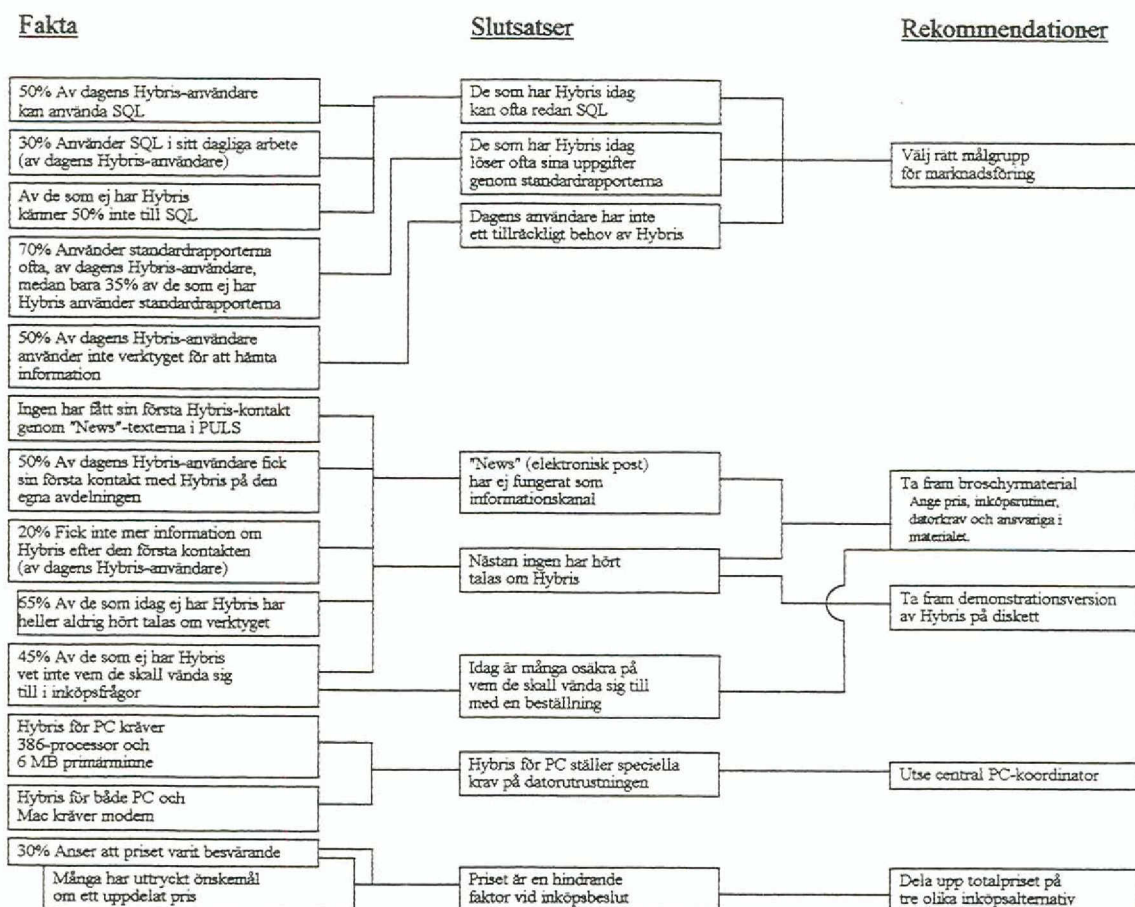 Fakta
50% Av dagens Hybris-användare
kan använda SQL
30% Använder SQL i sitt dagliga arbete
(av dagens Hybris-användare)
Av de som ej har Hybris
känner 50% inte till SQL
70% Använder standardrapporterna
ofta, av dagens Hybris-användare,
medan bara 35% av de som ej har
Hybris använder standardrapporterna
50% Av dagens Hybris-användare
använder inte verktyget för att hämta
information
Ingen har fått sin första Hybris-kontakt
genom "News"-texterna i PULS
50% Av dagens Hybris-användare fick
sin första kontakt med Hybris på den
egna avdelningen
20% Fick inte mer information om
Hybris efter den första kontakten
(av dagens Hybris-användare)
65% Av de som idag ej har Hybris har
heller aldrig hört talas om verktyget
45% Av de som ej har Hybris
vet inte vem de skall vända sig
till i inköpsfrågor
Hybris för PC kräver
386-processor och
6 MB primärminne
Hybris för både PC och
Mac kräver modem
30% Anser att priset varit besvärande
Många har uttryckt önskemål
om ett uppdelat pris
Slutsatser
De som har Hybris idag
kan ofta redan SQL
De som har Hybris idag
löser ofta sina uppgifter
genom standardrapporterna
Dagens användare har inte
ett tillräckligt behov av Hybris
"News" (elektronisk post)
har ej fungerat som
informationskanal
Nästan ingen har hört
talas om Hybris
Idag är många osäkra på
vem de skall vända sig till
med en beställning
Hybris för PC ställer speciella
krav på datorutrustningen
Priset är en hindrande
faktor vid inköpsbeslut
Rekommendationer
Välj rätt målgrupp
för marknadsföring
Ta fram broschyrmaterial
Ange pris, inköpsrutiner,
datorkrav och ansvariga i
materialet.
Ta fram demonstrationsversion
av Hybris på diskett
Utse central PC-koordinator
Dela upp totalpriset på
tre olika inköpsalternativ